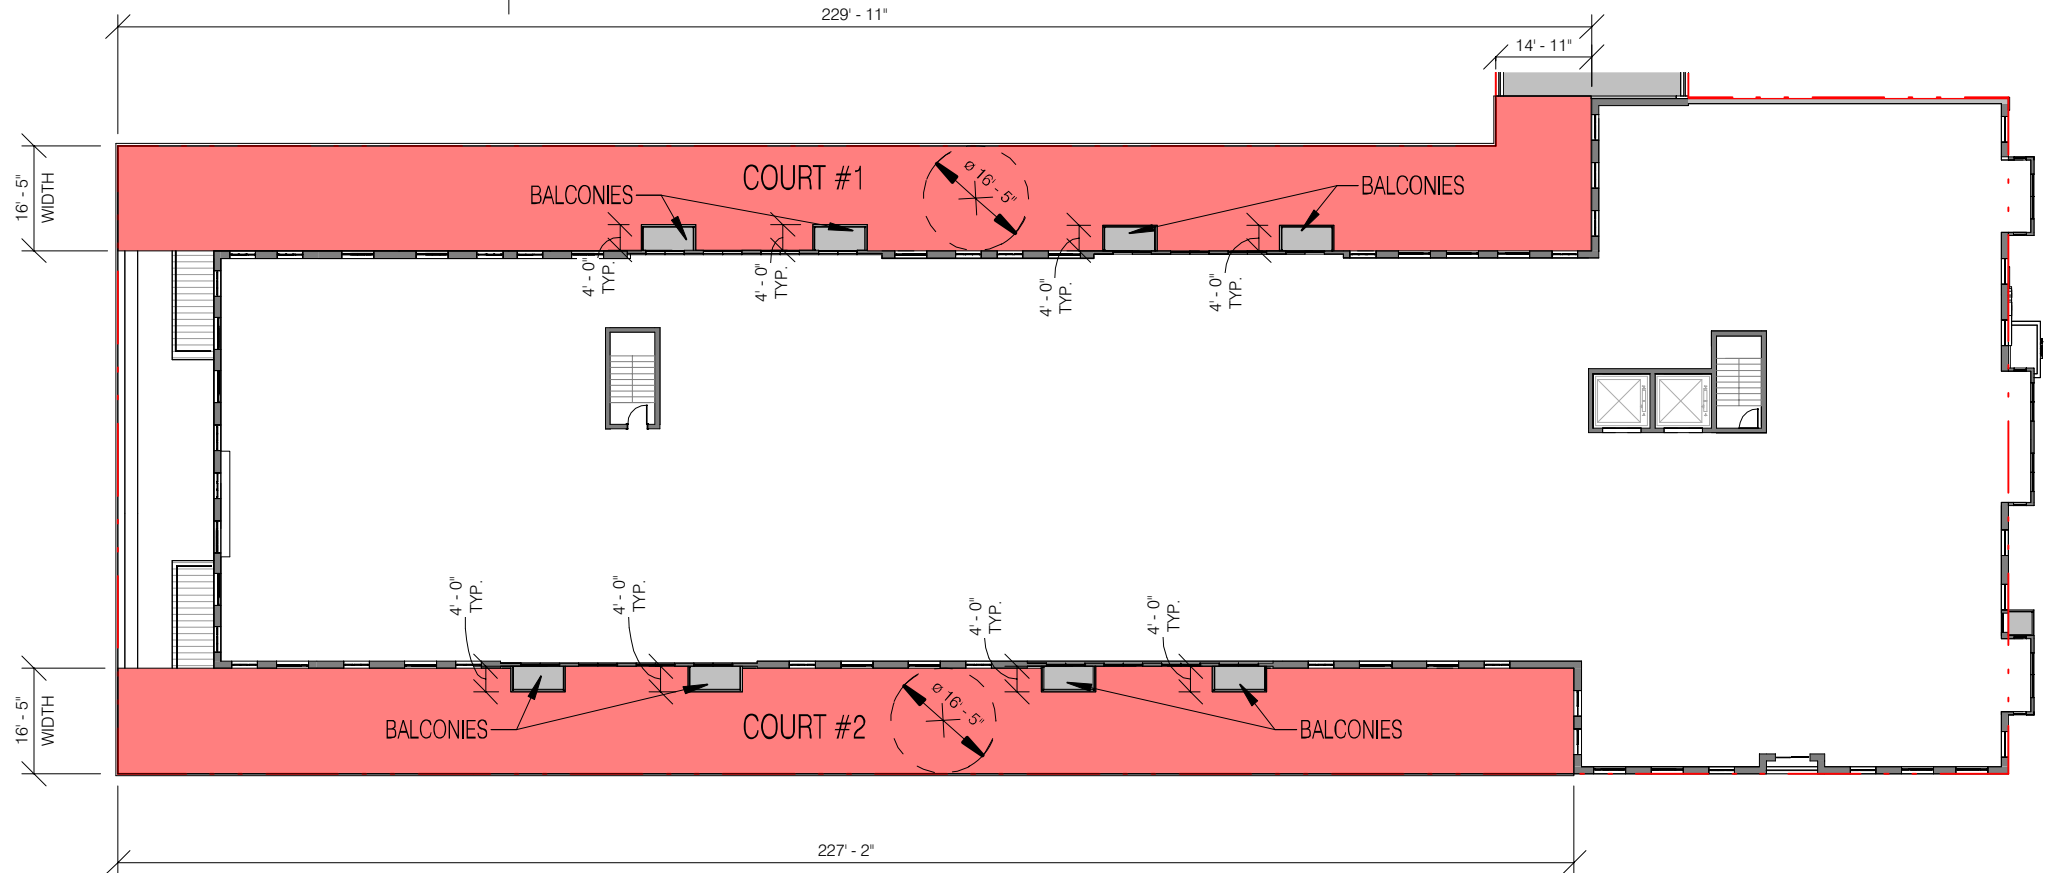 229' - 11"
14' - 11"
16' - 5"
WIDTH
COURT #1
Ø 16' - 5"
BALCONIES
BALCONIES
4' - 0"
TYP.
4' - 0"
TYP.
4' - 0"
TYP.
4' - 0"
TYP.
4' - 0"
TYP.
4' - 0"
TYP.
4' - 0"
TYP.
4' - 0"
TYP.
16' - 5"
WIDTH
COURT #2
Ø 16' - 5"
BALCONIES
BALCONIES
227' - 2"